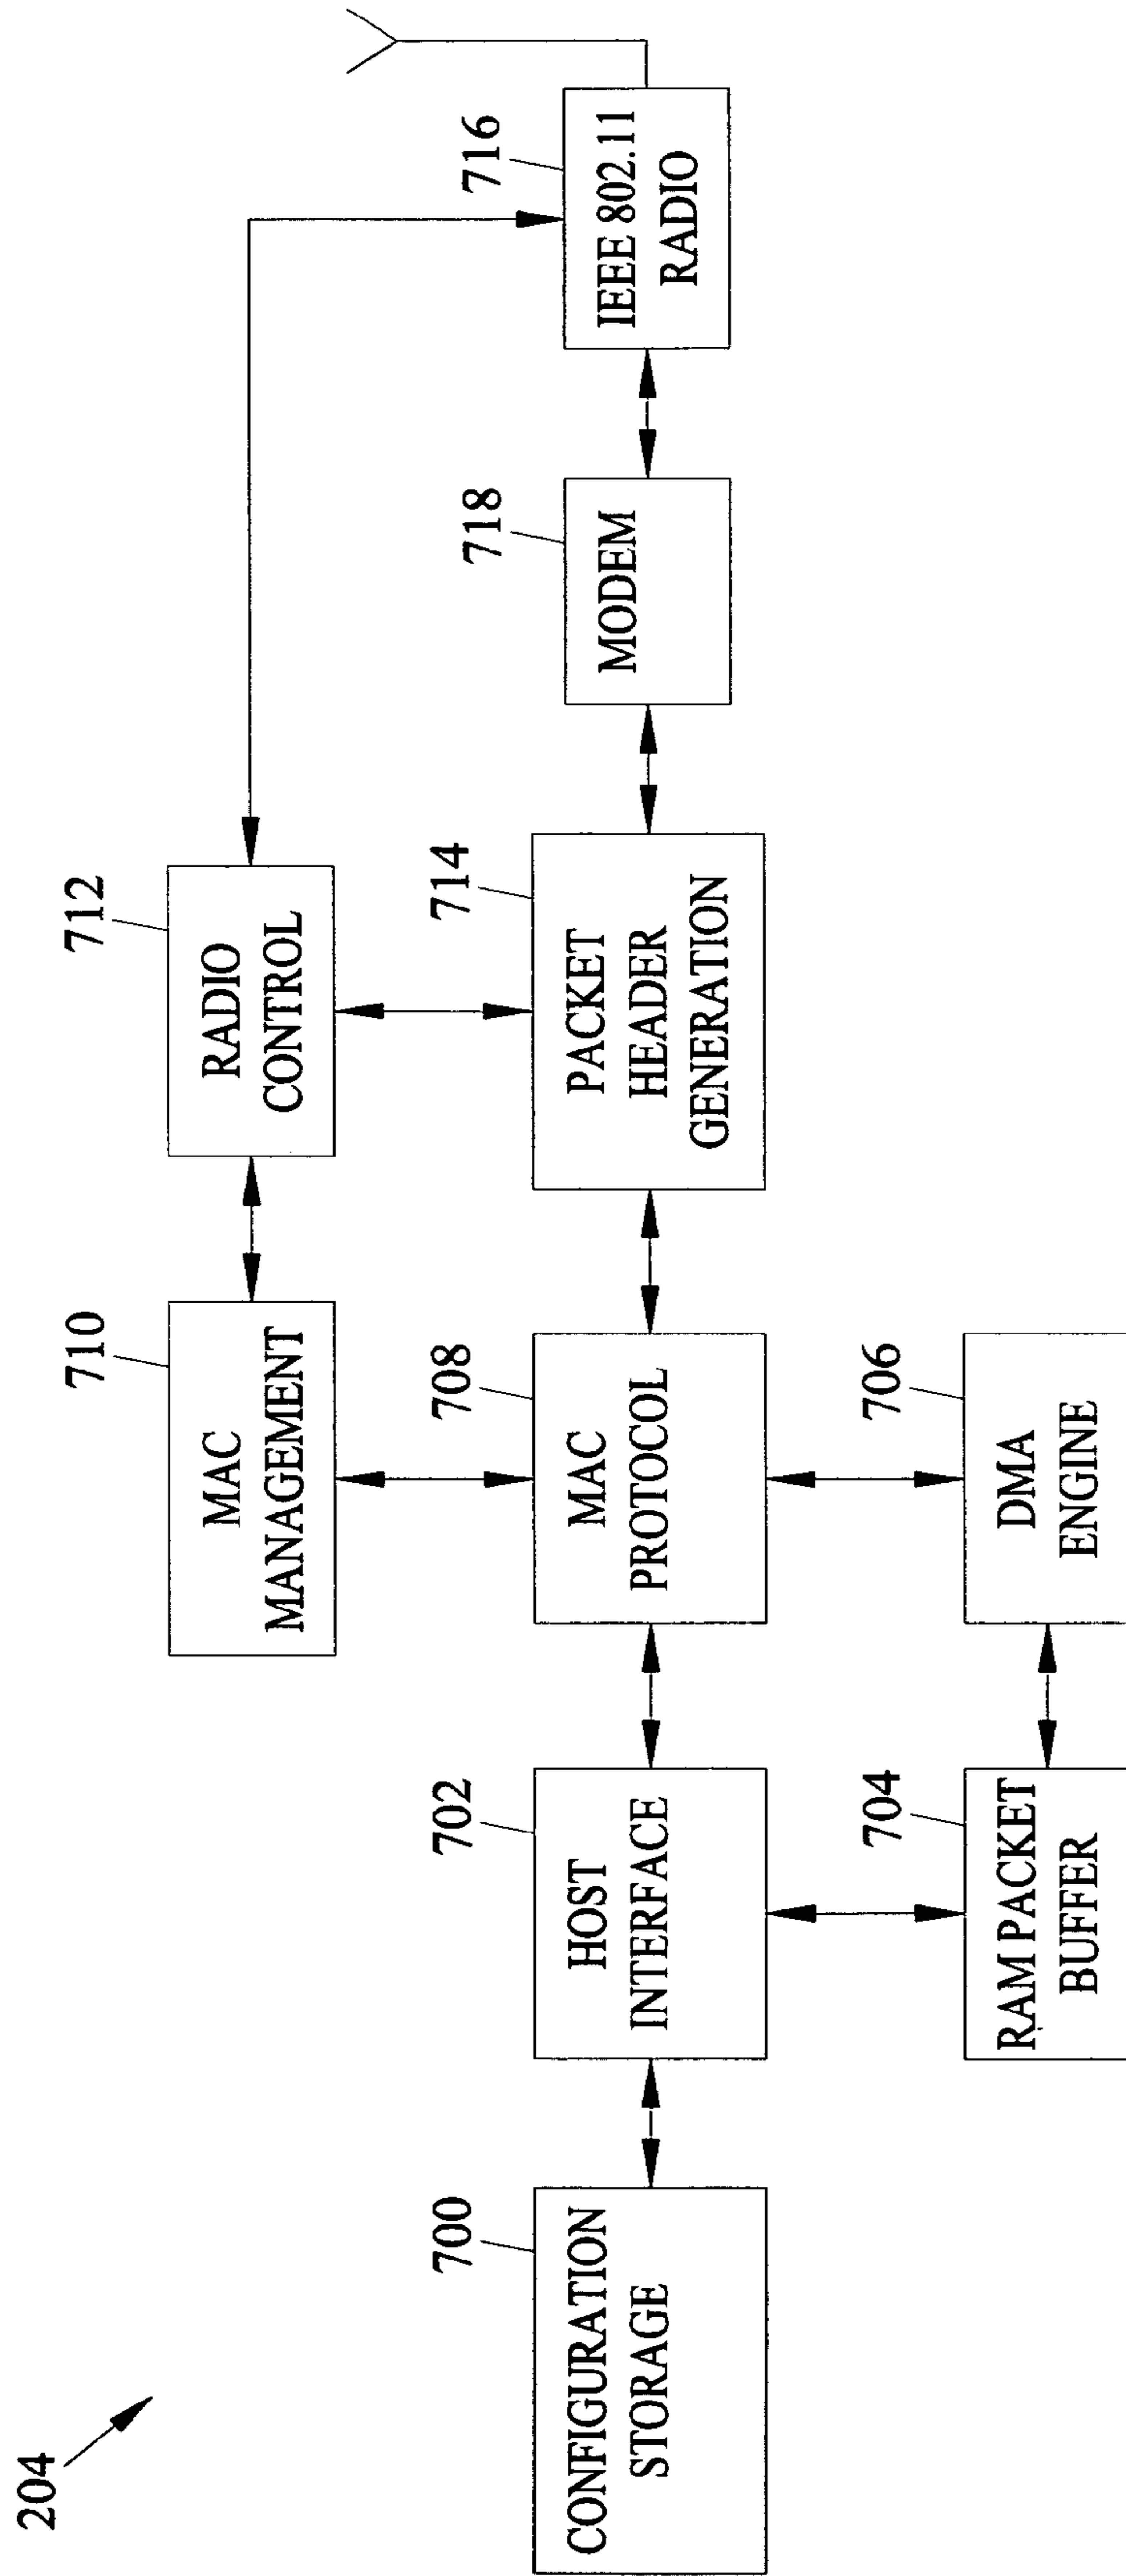 204
700
CONFIGURATION
STORAGE
702
HOST
INTERFACE
704
RAM PACKET
BUFFER
706
DMA
ENGINE
708
MAC
PROTOCOL
710
MAC
MANAGEMENT
712
RADIO
CONTROL
714
PACKET
HEADER
GENERATION
718
MODEM
716
IEEE 802.11
RADIO